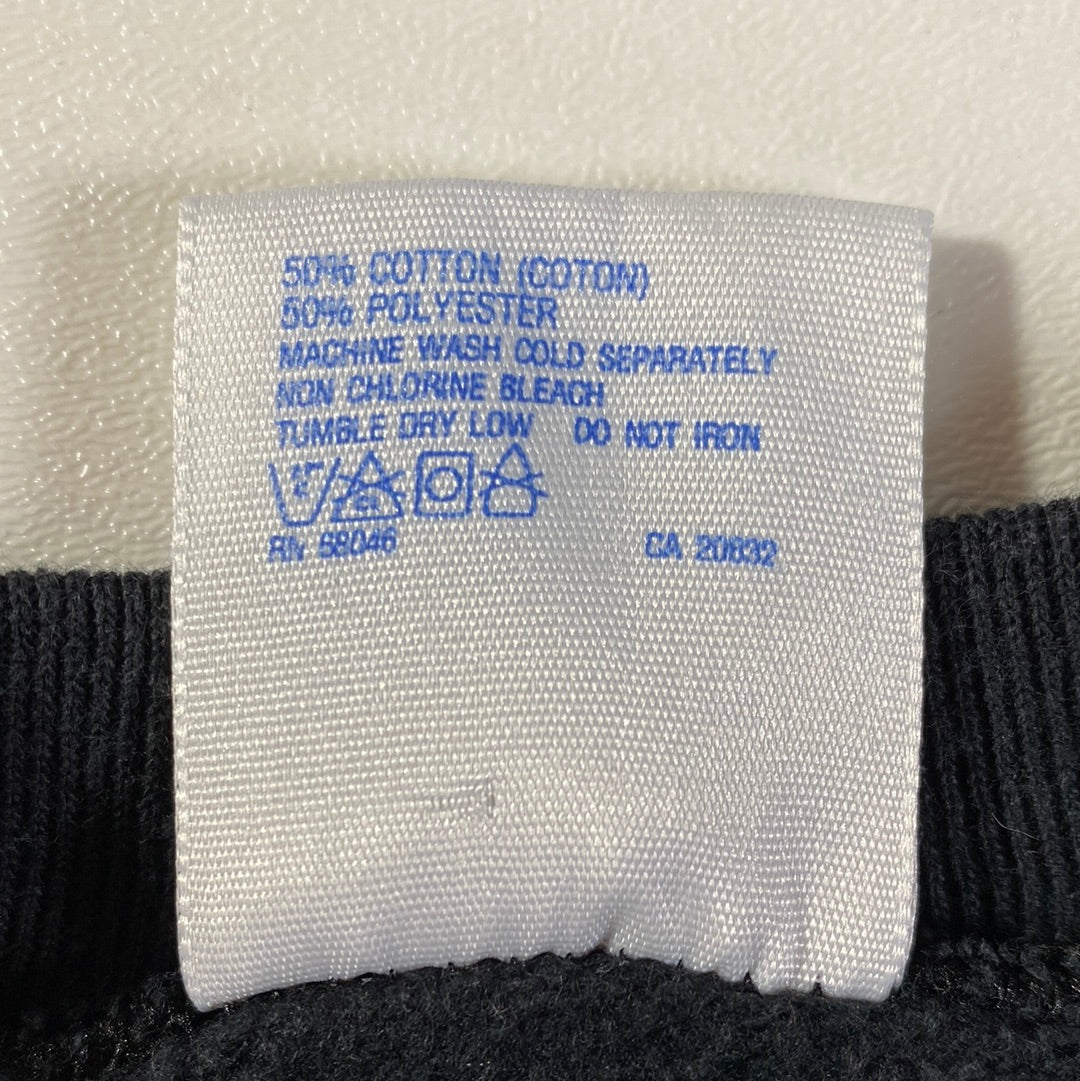 50% COTTON (COTON)
50% POLYESTER
MACHINE WASH COLD SEPARATELY
NON CHLORINE BLEACH
TUMBLE DRY LOW DO NOT IRON
RN 58046 CA